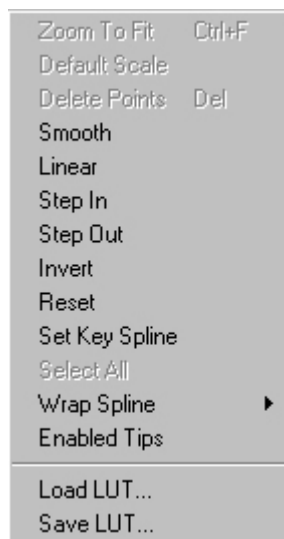 Zoom To Fit Ctrl+F
Default Scale
Delete Points Del
Smooth
Linear
Step In
Step Out
Invert
Reset
Set Key Spline
Select All
Wrap Spline
Enabled Tips
Load LUT...
Save LUT...